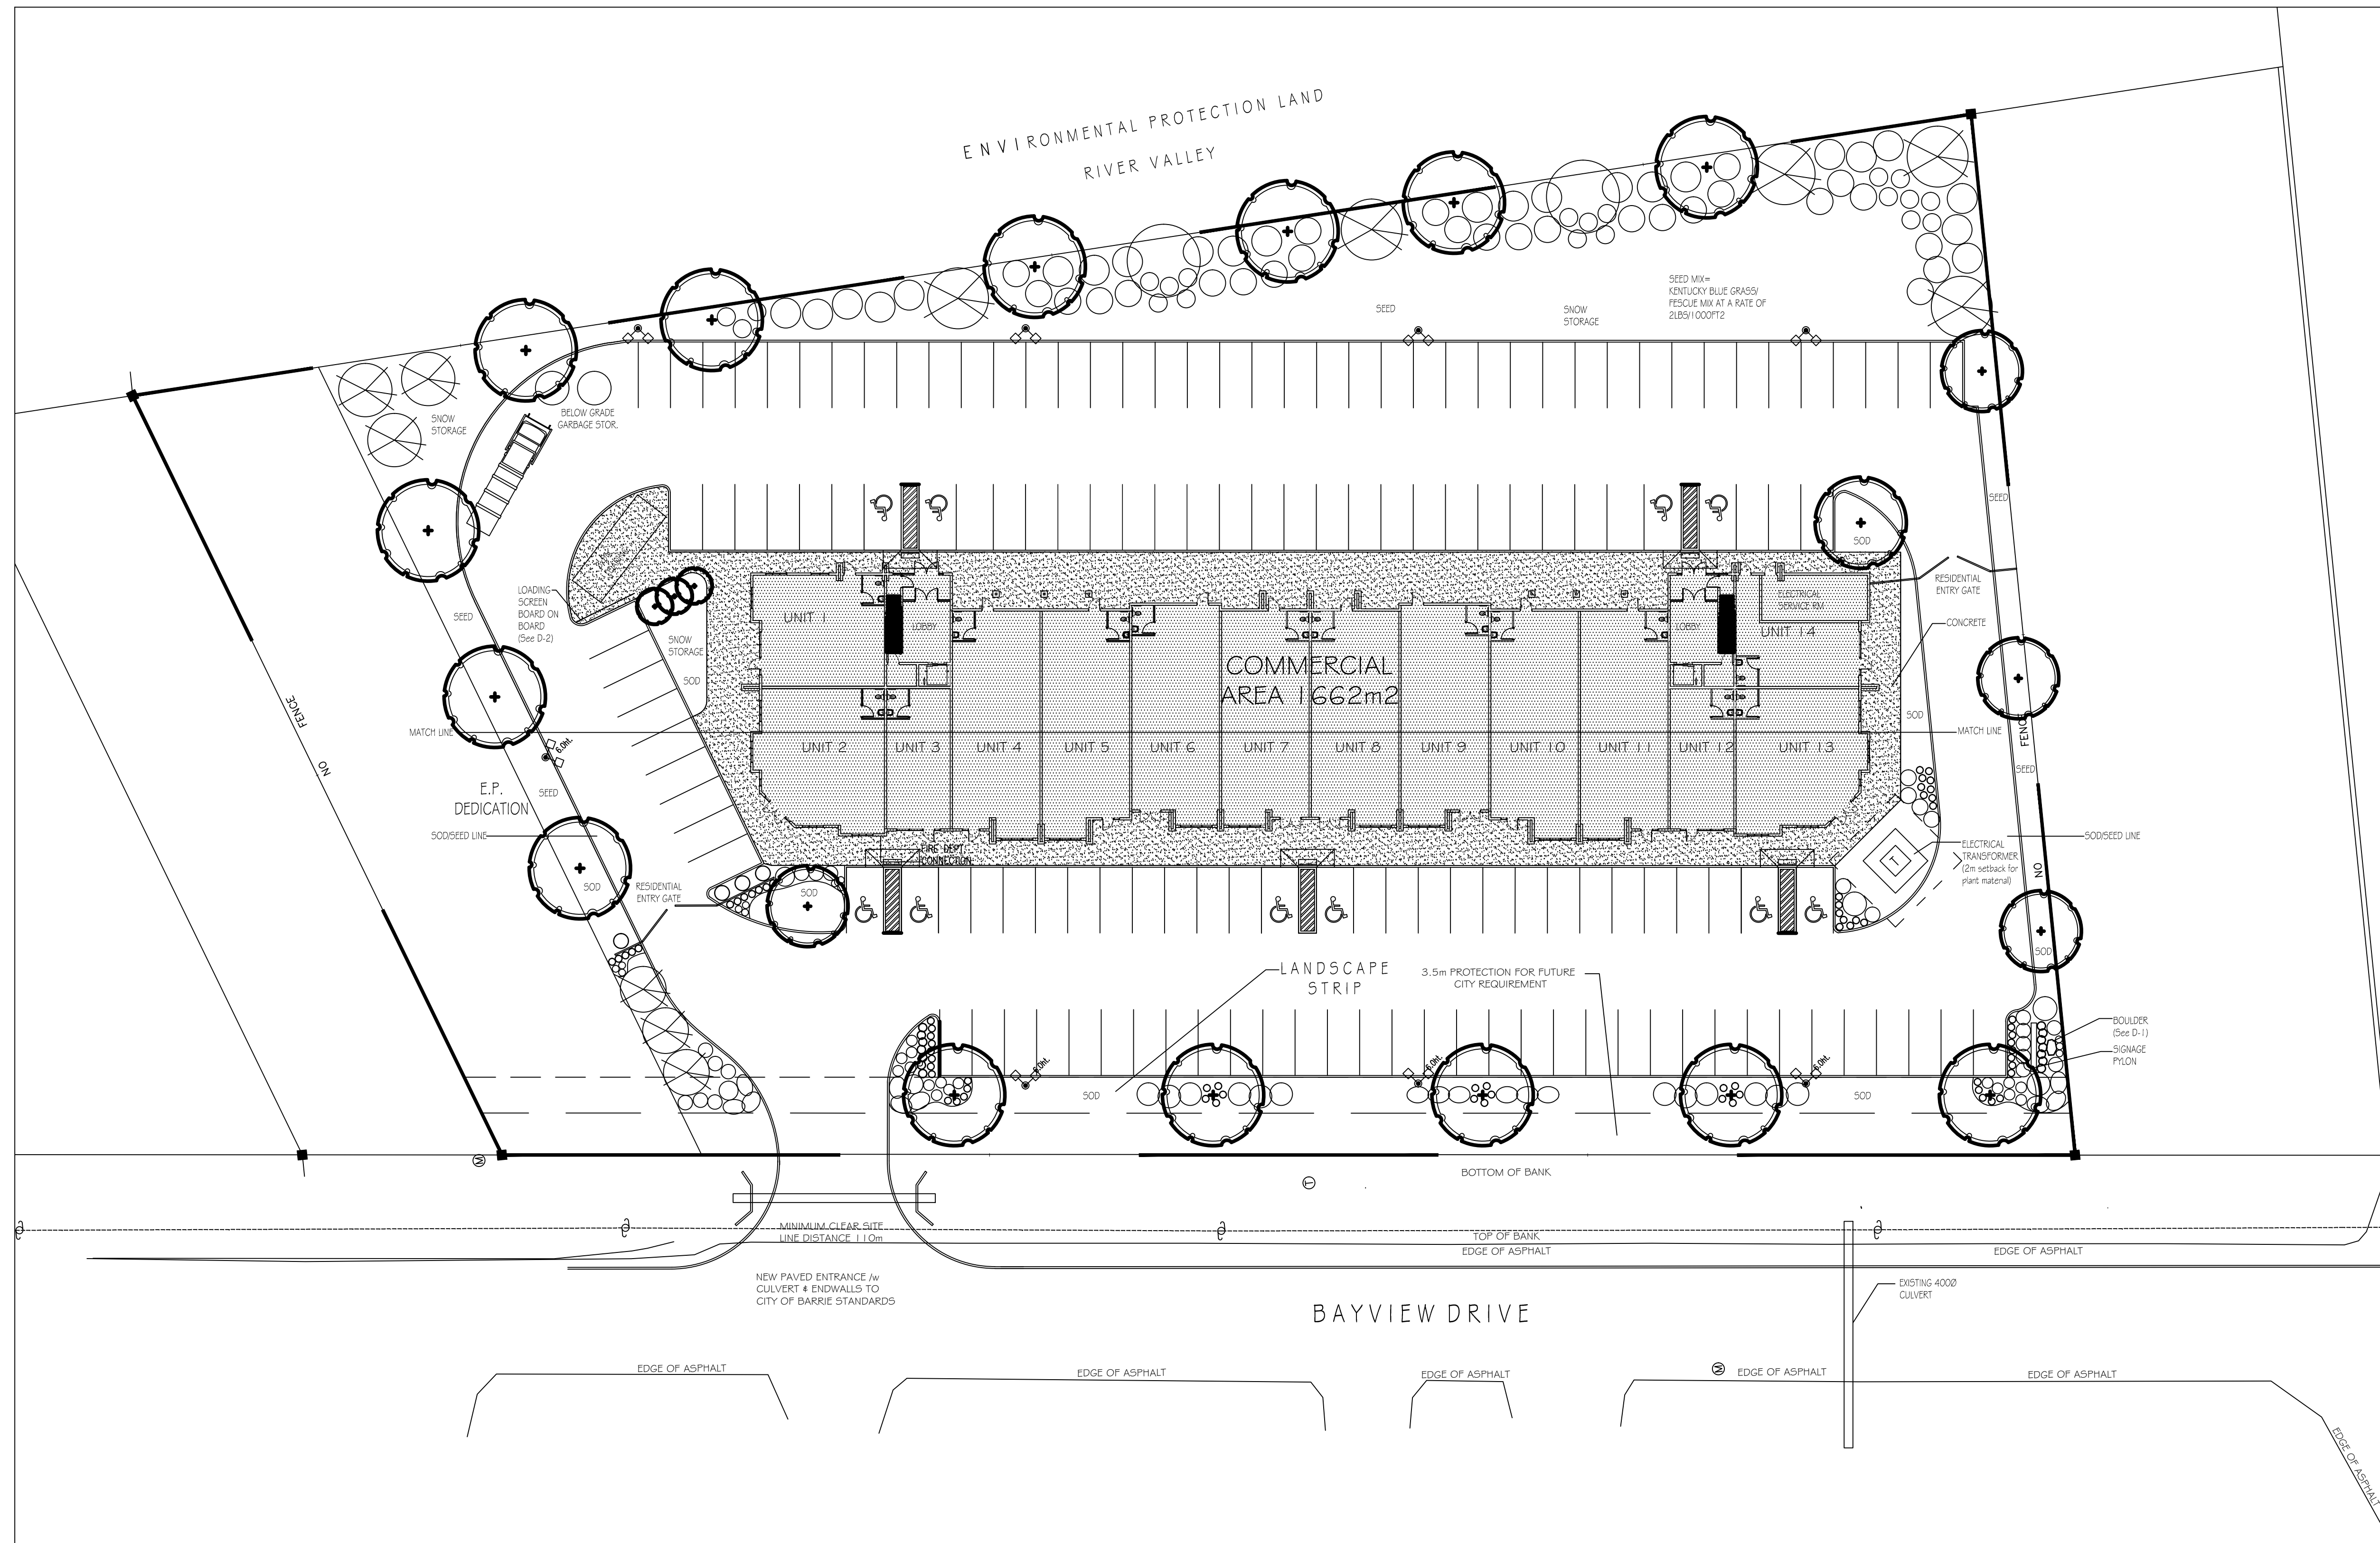 ENVIRONMENTAL PROTECTION LAND
RIVER VALLEY
SEED MIX=
KENTUCKY BLUE GRASS/
FESCUE MIX AT A RATE OF
2LBS/1000FT2
SEED
SNOW
STORAGE
SNOW
STORAGE
BELOW GRADE
GARBAGE STOR.
SEED
SOD
RESIDENTIAL
ENTRY GATE
LOADING
SCREEN
BOARD ON
BOARD
(See D-2)
SEED
SNOW
STORAGE
SOD
UNIT 1
LOBBY
LOBBY
ELECTRICAL
SERVICE RM
UNIT 14
CONCRETE
COMMERCIAL
AREA 1662m2
SOD
FENCE
NO
MATCH LINE
MATCH LINE
FENCE
NO
6.0ht.
UNIT 2
UNIT 3
UNIT 4
UNIT 5
UNIT 6
UNIT 7
UNIT 8
UNIT 9
UNIT 10
UNIT 11
UNIT 12
UNIT 13
SEED
E.P.
DEDICATION
SEED
SOD/SEED LINE
SOD/SEED LINE
FIRE DEPT.
CONNECTION
T
ELECTRICAL
TRANSFORMER
(2m setback for
plant material)
SOD
RESIDENTIAL
ENTRY GATE
SOD
SOD
LANDSCAPE
STRIP
3.5m PROTECTION FOR FUTURE
CITY REQUIREMENT
BOULDER
(See D-1)
SIGNAGE
PYLON
6.0ht.
6.0ht.
6.0ht.
SOD
SOD
M
BOTTOM OF BANK
T
MINIMUM CLEAR SITE
LINE DISTANCE 110m
TOP OF BANK
EDGE OF ASPHALT
EDGE OF ASPHALT
NEW PAVED ENTRANCE /w
CULVERT & ENDWALLS TO
CITY OF BARRIE STANDARDS
EXISTING 400Ø
CULVERT
BAYVIEW DRIVE
EDGE OF ASPHALT
EDGE OF ASPHALT
EDGE OF ASPHALT
M
EDGE OF ASPHALT
EDGE OF ASPHALT
EDGE OF ASPHALT